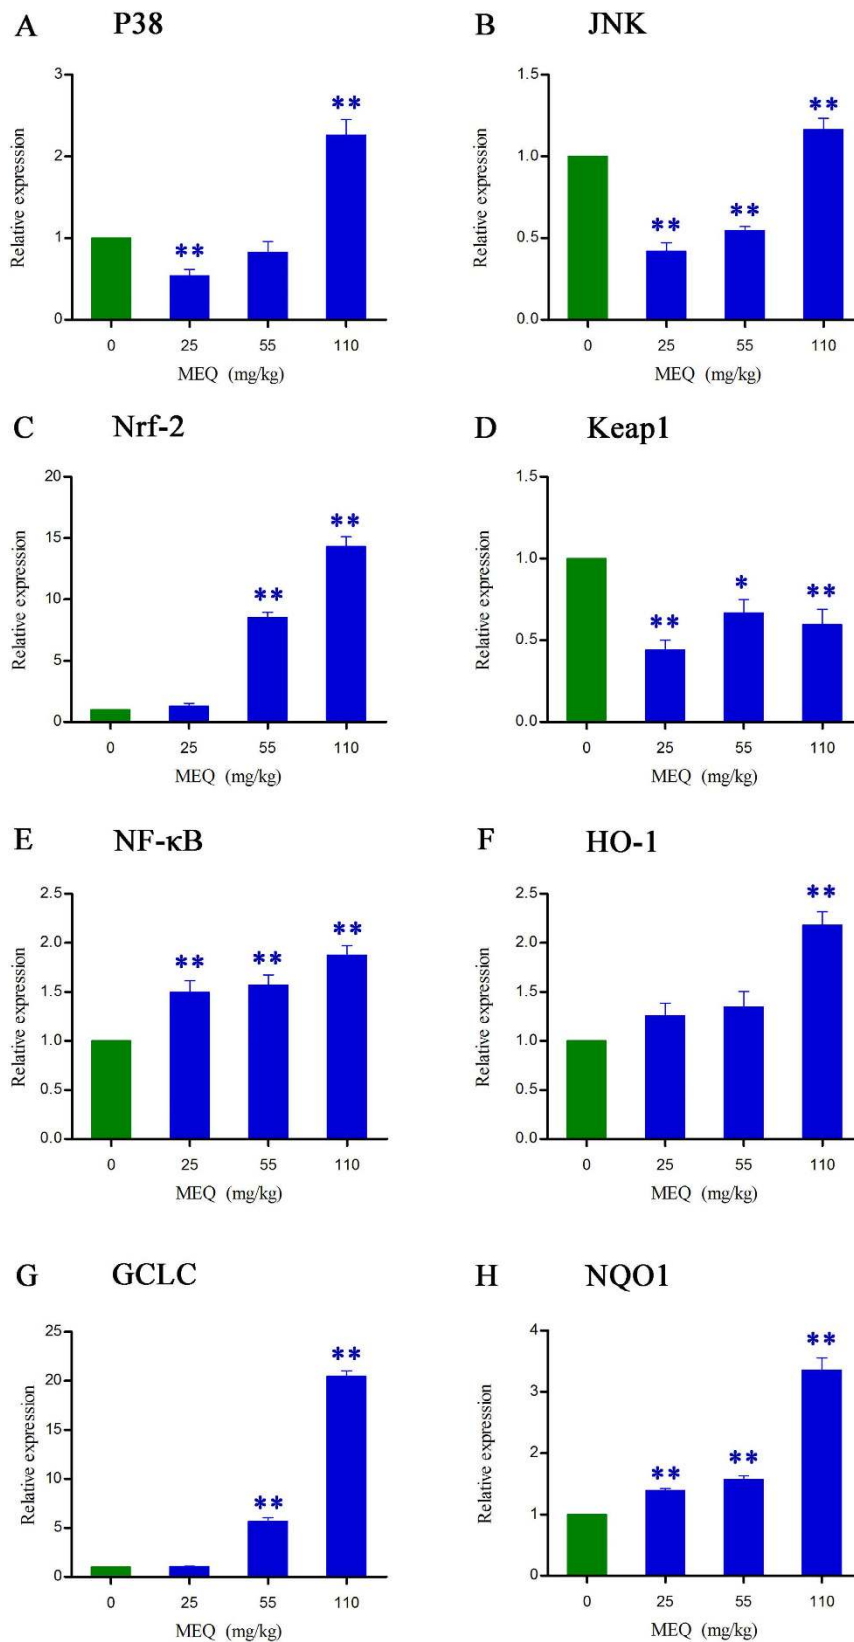 A P38
3
2
1
0
Relative expression
**
**
0 25 55 110
MEQ (mg/kg)
B JNK
1.5
1.0
0.5
0.0
Relative expression
**
**
**
0 25 55 110
MEQ (mg/kg)
C Nrf-2
20
15
10
5
0
Relative expression
**
**
0 25 55 110
MEQ (mg/kg)
D Keap1
1.5
1.0
0.5
0.0
Relative expression
**
*
**
0 25 55 110
MEQ (mg/kg)
E NF-κB
2.5
2.0
1.5
1.0
0.5
0.0
Relative expression
**
**
**
0 25 55 110
MEQ (mg/kg)
F HO-1
2.5
2.0
1.5
1.0
0.5
0.0
Relative expression
**
0 25 55 110
MEQ (mg/kg)
G GCLC
25
20
15
10
5
0
Relative expression
**
**
0 25 55 110
MEQ (mg/kg)
H NQO1
4
3
2
1
0
Relative expression
**
**
**
0 25 55 110
MEQ (mg/kg)